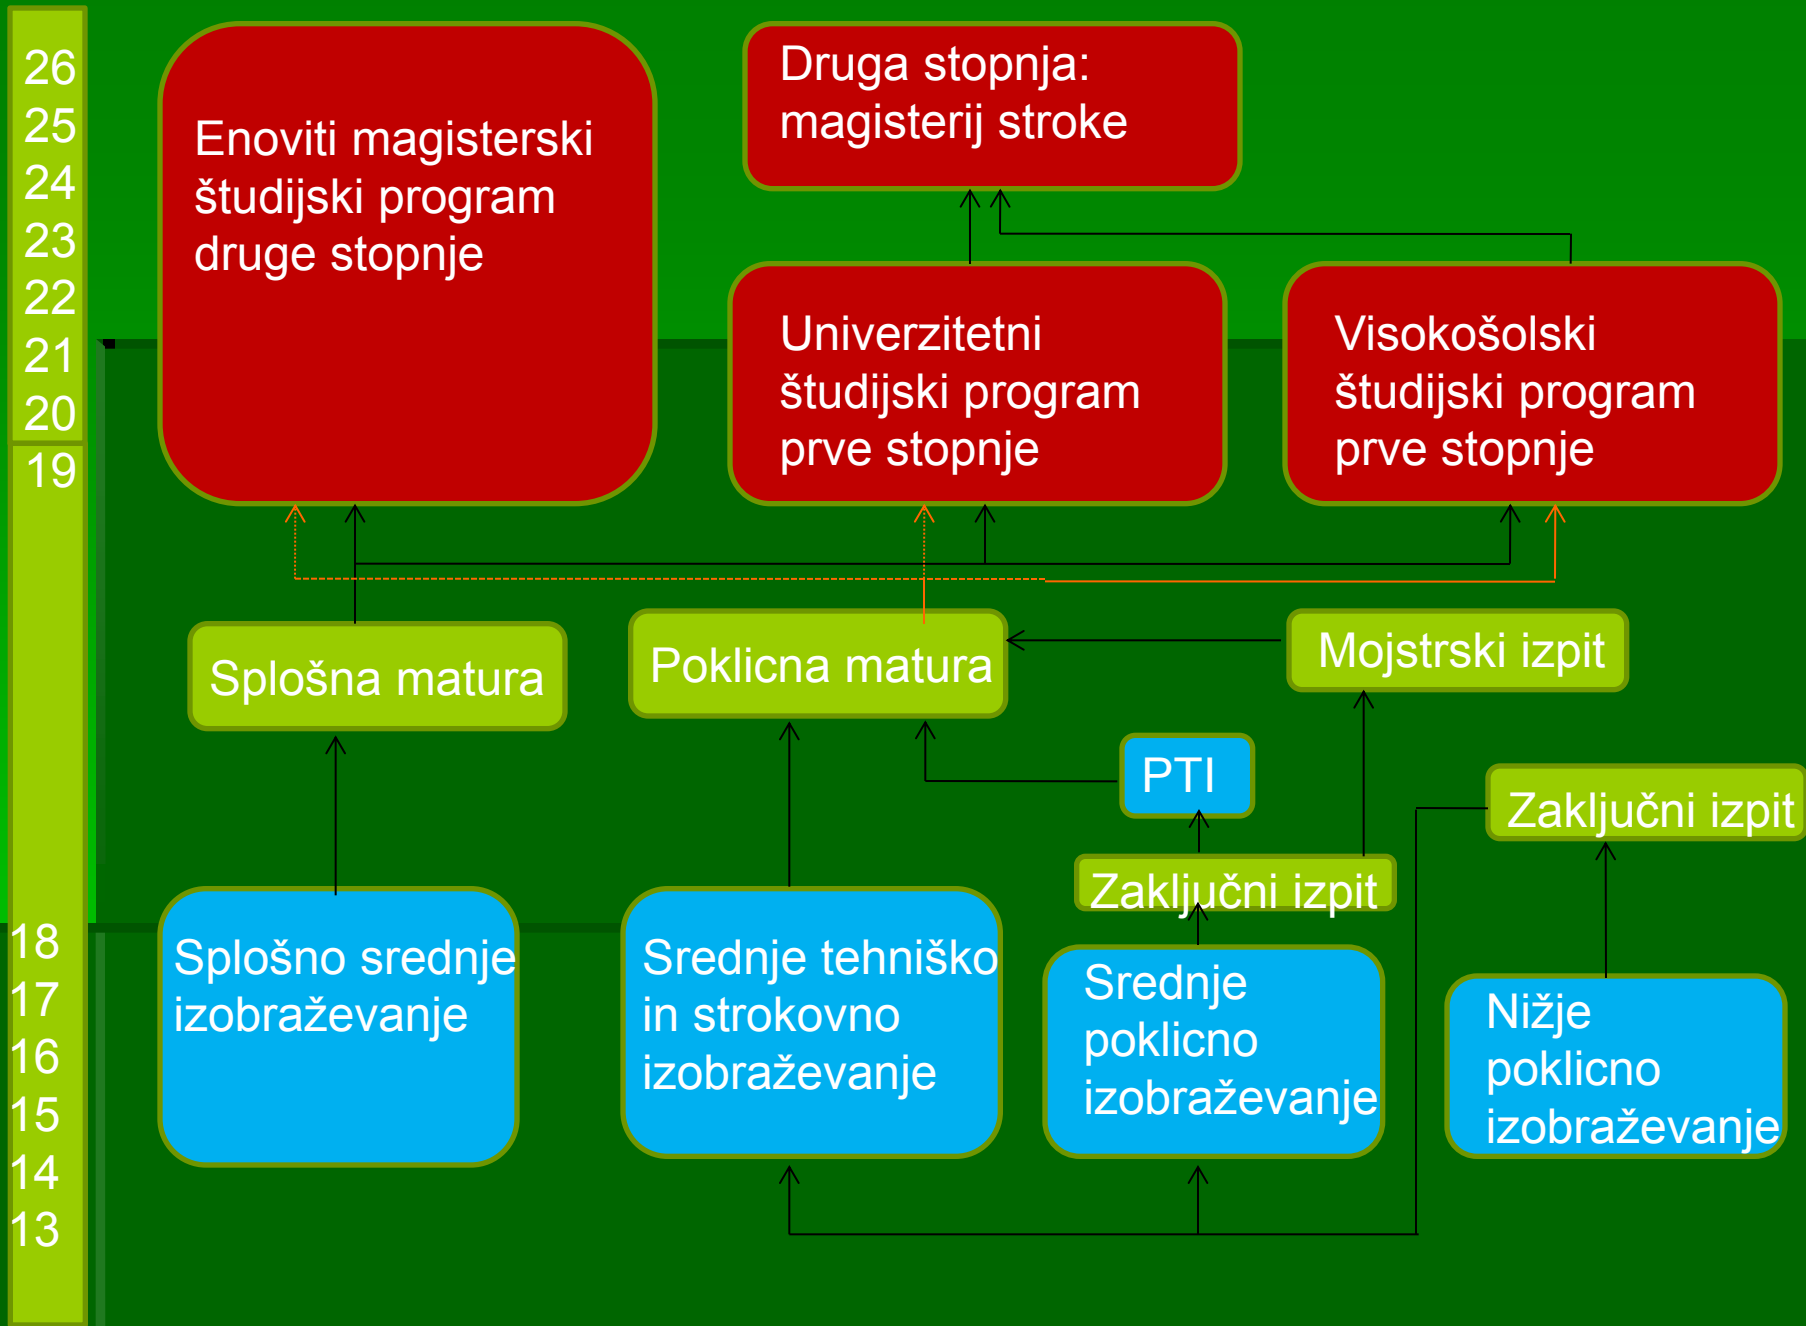 26
25
24
23
22
21
20
19
18
17
16
15
14
13
Enoviti magisterski
študijski program
druge stopnje
Druga stopnja:
magisterij stroke
Univerzitetni
študijski program
prve stopnje
Visokošolski
študijski program
prve stopnje
Splošna matura
Poklicna matura
Mojstrski izpit
PTI
Zaključni izpit
Zaključni izpit
Splošno srednje
izobraževanje
Srednje tehniško
in strokovno
izobraževanje
Srednje
poklicno
izobraževanje
Nižje
poklicno
izobraževanje